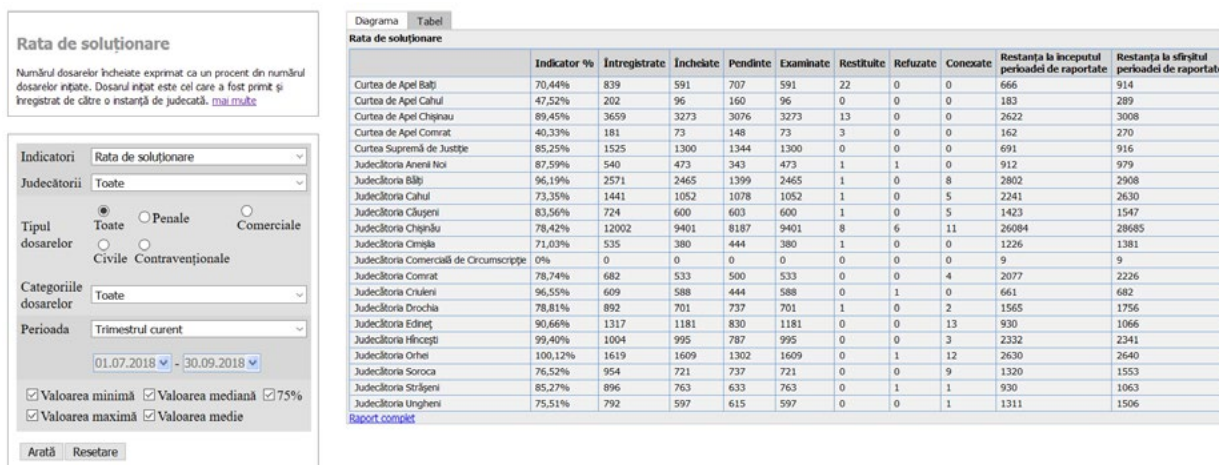 Rata de soluționare
Numărul dosarelor încheiate exprimat ca un procent din numărul
dosarelor inițiate. Dosarul inițiat este cel care a fost primit și
înregistrat de către o instanță de judecată. mai multe
Indicatori Rata de soluționare
Judecătorii Toate
Tipul dosarelor
Toate Penale Comerciale
Civile Contravenționale
Categoriile dosarelor Toate
Perioada Trimestrul curent
01.07.2018 - 30.09.2018
Valoarea minimă Valoarea mediană 75%
Valoarea maximă Valoarea medie
Arată Resetare
Diagrama Tabel
Rata de soluționare
Indicator % Întregistrate Încheiate Pendinte Examinate Restituite Refuzate Conexate Restanța la începutul perioadei de raportate Restanța la sfîrșitul perioadei de raportate
Curtea de Apel Balți 70,44% 839 591 707 591 22 0 0 666 914
Curtea de Apel Cahul 47,52% 202 96 160 96 0 0 0 183 289
Curtea de Apel Chișinau 89,45% 3659 3273 3076 3273 13 0 0 2622 3008
Curtea de Apel Comrat 40,33% 181 73 148 73 3 0 0 162 270
Curtea Supremă de Justiție 85,25% 1525 1300 1344 1300 0 0 0 691 916
Judecătoria Anenii Noi 87,59% 540 473 343 473 1 1 0 912 979
Judecătoria Bălți 96,19% 2571 2465 1399 2465 1 0 8 2802 2908
Judecătoria Cahul 73,35% 1441 1052 1078 1052 1 0 5 2241 2630
Judecătoria Căușeni 83,56% 724 600 603 600 1 0 5 1423 1547
Judecătoria Chișinău 78,42% 12002 9401 8187 9401 8 6 11 26084 28685
Judecătoria Cimișlia 71,03% 535 380 444 380 1 0 0 1226 1381
Judecătoria Comercială de Circumscripție 0% 0 0 0 0 0 0 0 9 9
Judecătoria Comrat 78,74% 682 533 500 533 0 0 4 2077 2226
Judecătoria Criuleni 96,55% 609 588 444 588 0 1 0 661 682
Judecătoria Drochia 78,81% 892 701 737 701 1 0 2 1565 1756
Judecătoria Edineț 90,66% 1317 1181 830 1181 0 0 13 930 1066
Judecătoria Hîncești 99,40% 1004 995 787 995 0 0 3 2332 2341
Judecătoria Orhei 100,12% 1619 1609 1302 1609 0 1 12 2630 2640
Judecătoria Soroca 76,52% 954 721 737 721 0 0 9 1320 1553
Judecătoria Strășeni 85,27% 896 763 633 763 0 1 1 930 1063
Judecătoria Ungheni 75,51% 792 597 615 597 0 0 1 1311 1506
Raport complet